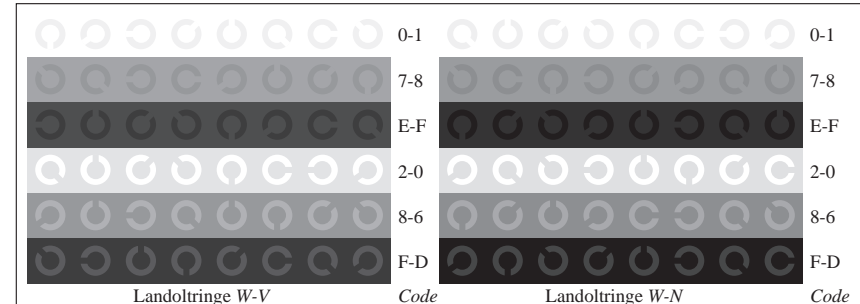 0-1 0-1
7-8 7-8
E-F E-F
2-0 2-0
8-6 8-6
F-D F-D
Landoltringe W-V Code Landoltringe W-N Code